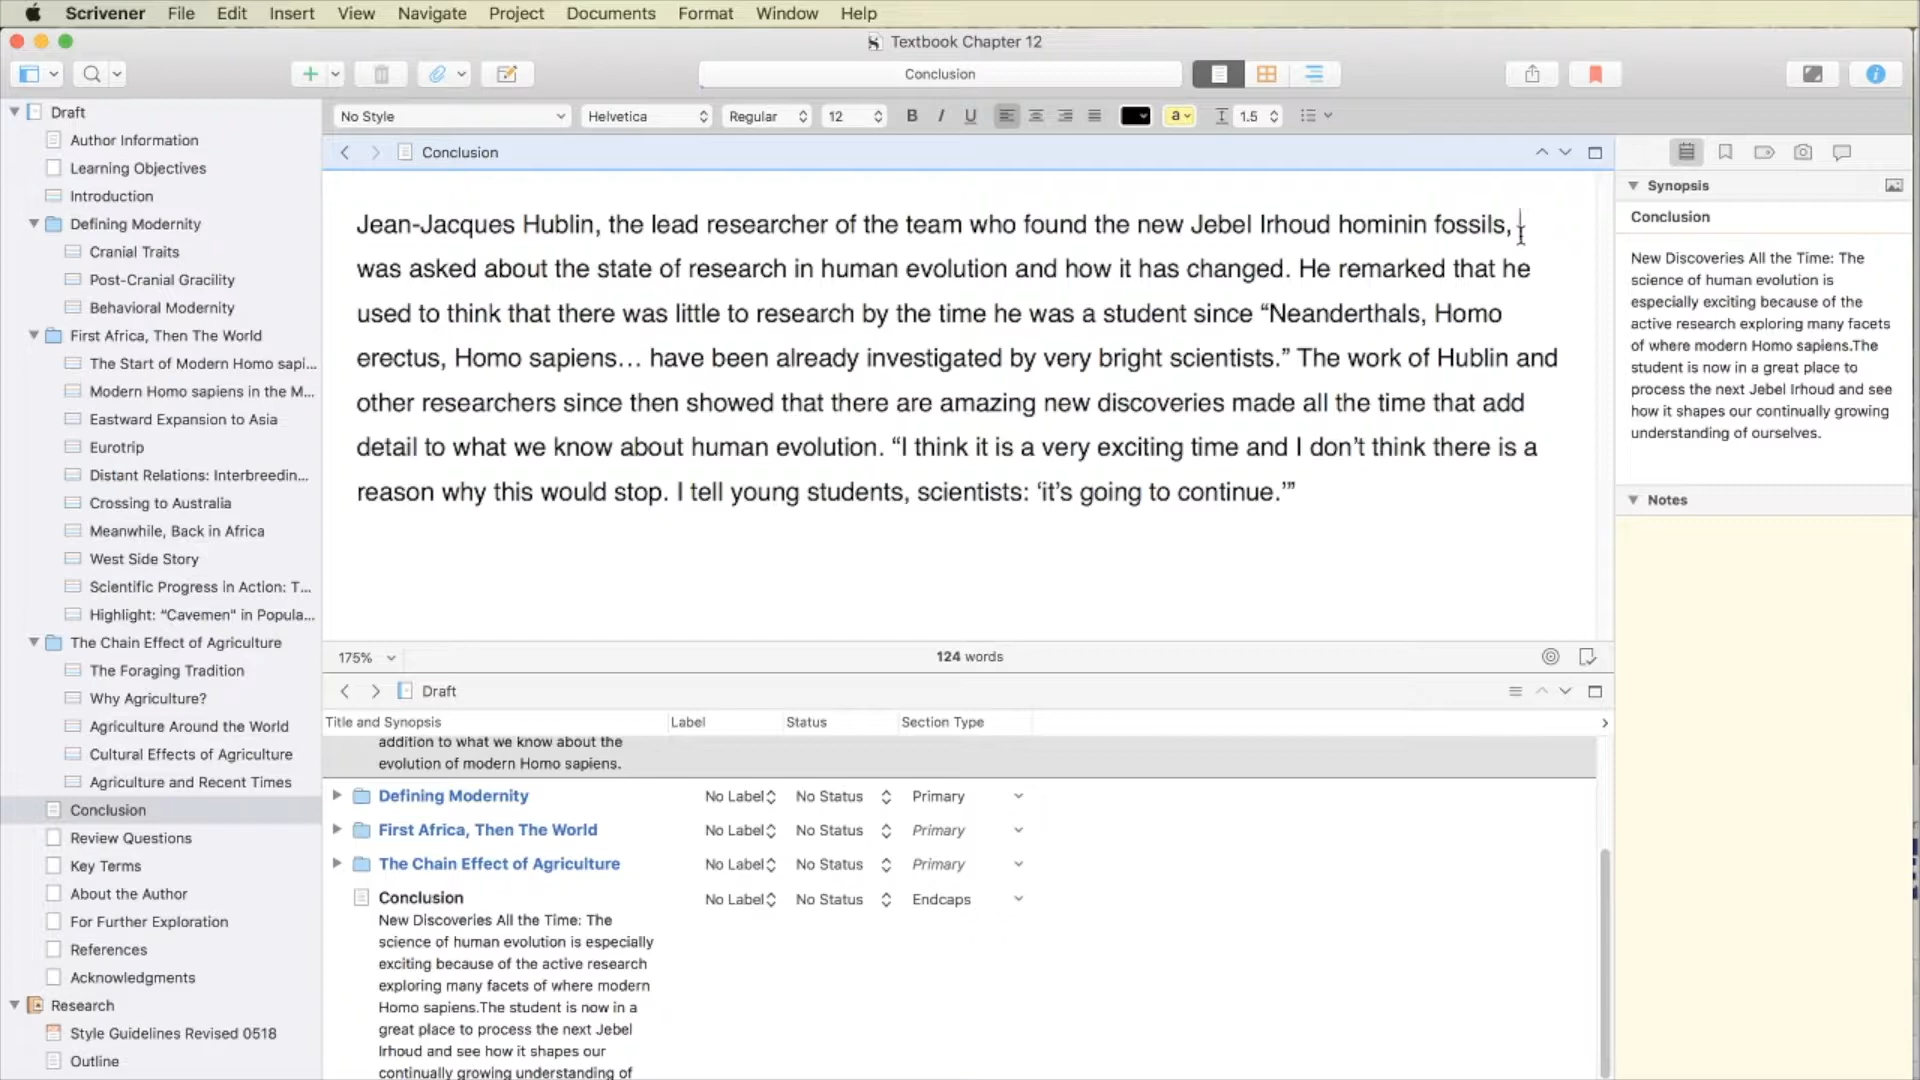 Scrivener File Edit Insert View Navigate Project Documents Format Window Help
Textbook Chapter 12
Conclusion
No Style Helvetica Regular 12 B I U a 1.5
Draft
Author Information
Learning Objectives
Introduction
Defining Modernity
Cranial Traits
Post-Cranial Gracility
Behavioral Modernity
First Africa, Then The World
The Start of Modern Homo sapi...
Modern Homo sapiens in the M...
Eastward Expansion to Asia
Eurotrip
Distant Relations: Interbreedin...
Crossing to Australia
Meanwhile, Back in Africa
West Side Story
Scientific Progress in Action: T...
Highlight: “Cavemen” in Popula...
The Chain Effect of Agriculture
The Foraging Tradition
Why Agriculture?
Agriculture Around the World
Cultural Effects of Agriculture
Agriculture and Recent Times
Conclusion
Review Questions
Key Terms
About the Author
For Further Exploration
References
Acknowledgments
Research
Style Guidelines Revised 0518
Outline
Conclusion
Jean-Jacques Hublin, the lead researcher of the team who found the new Jebel Irhoud hominin fossils,
was asked about the state of research in human evolution and how it has changed. He remarked that he
used to think that there was little to research by the time he was a student since “Neanderthals, Homo
erectus, Homo sapiens… have been already investigated by very bright scientists.” The work of Hublin and
other researchers since then showed that there are amazing new discoveries made all the time that add
detail to what we know about human evolution. “I think it is a very exciting time and I don’t think there is a
reason why this would stop. I tell young students, scientists: ‘it’s going to continue.’”
175% 124 words
Draft
Title and Synopsis Label Status Section Type
addition to what we know about the
evolution of modern Homo sapiens.
Defining Modernity No Label No Status Primary
First Africa, Then The World No Label No Status Primary
The Chain Effect of Agriculture No Label No Status Primary
Conclusion No Label No Status Endcaps
New Discoveries All the Time: The
science of human evolution is especially
exciting because of the active research
exploring many facets of where modern
Homo sapiens.The student is now in a
great place to process the next Jebel
Irhoud and see how it shapes our
continually growing understanding of
Synopsis
Conclusion
New Discoveries All the Time: The
science of human evolution is
especially exciting because of the
active research exploring many facets
of where modern Homo sapiens.The
student is now in a great place to
process the next Jebel Irhoud and see
how it shapes our continually growing
understanding of ourselves.
Notes